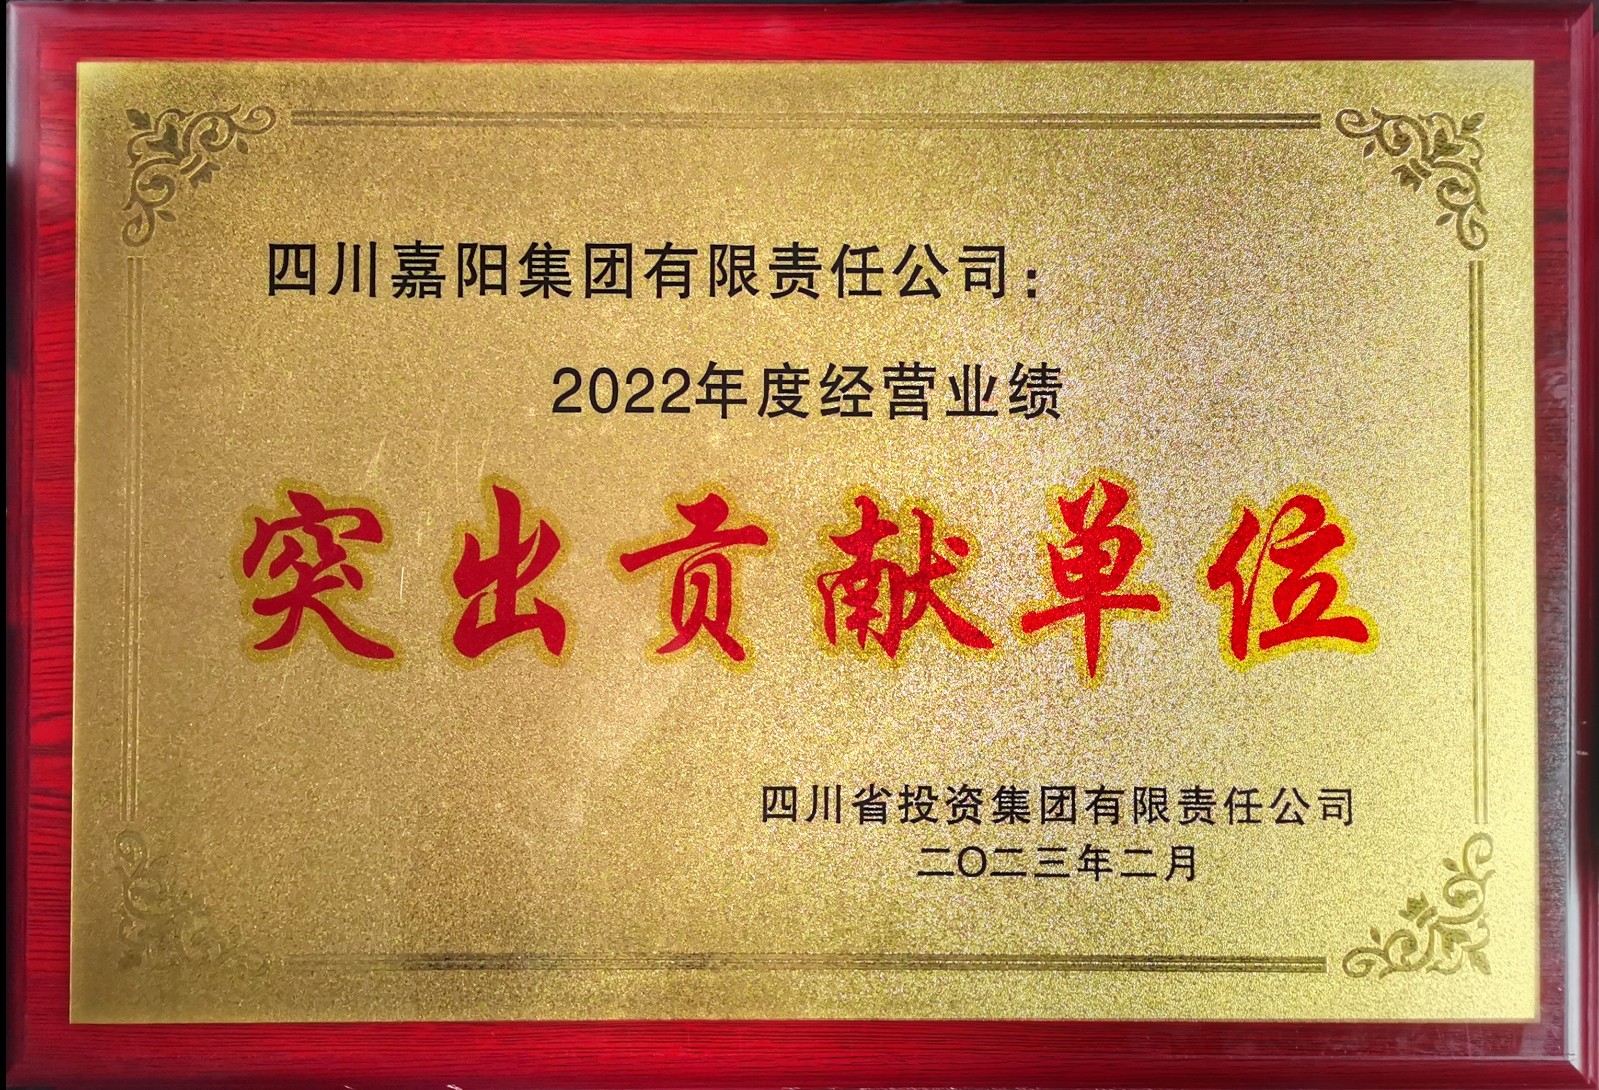 四川嘉阳集团有限责任公司：
2022年度经营业绩
突出贡献单位
四川省投资集团有限责任公司
二〇二三年二月